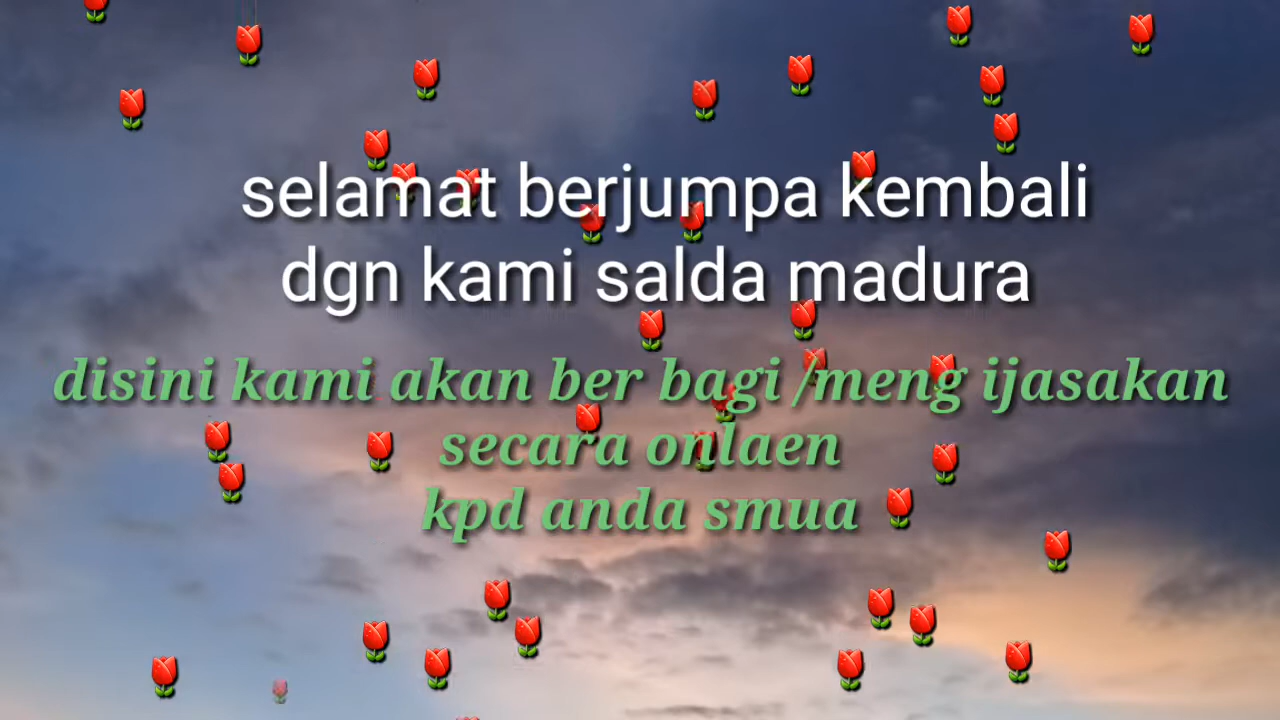 selamat berjumpa kembali
dgn kami salda madura
disini kami akan ber bagi /meng ijasakan
secara onlaen
kpd anda smua